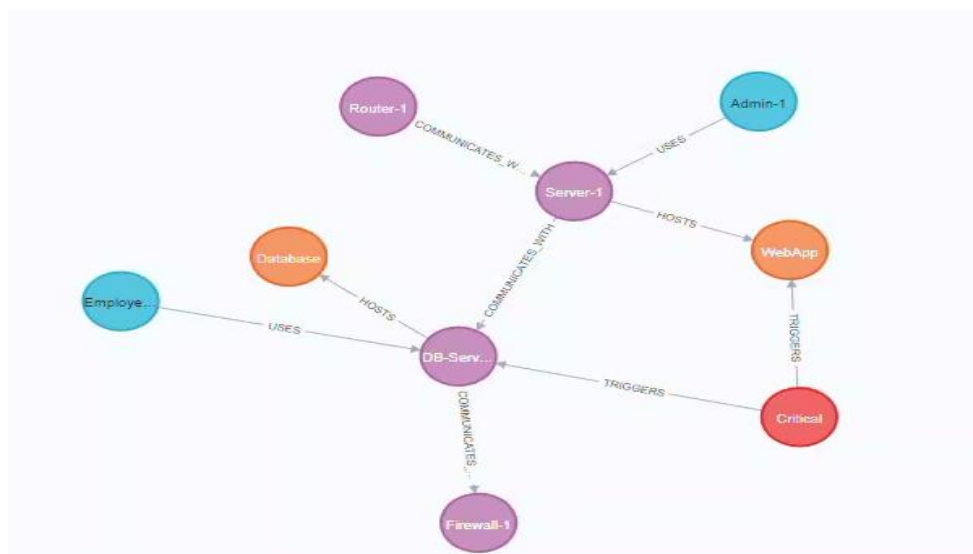 Router-1
Admin-1
COMMUNICATES_W...
USES
Server-1
HOSTS
WebApp
Database
COMMUNICATES_WITH
Employe...
HOSTS
USES
TRIGGERS
DB-Serv...
TRIGGERS
Critical
COMMUNICATES_...
Firewall-1